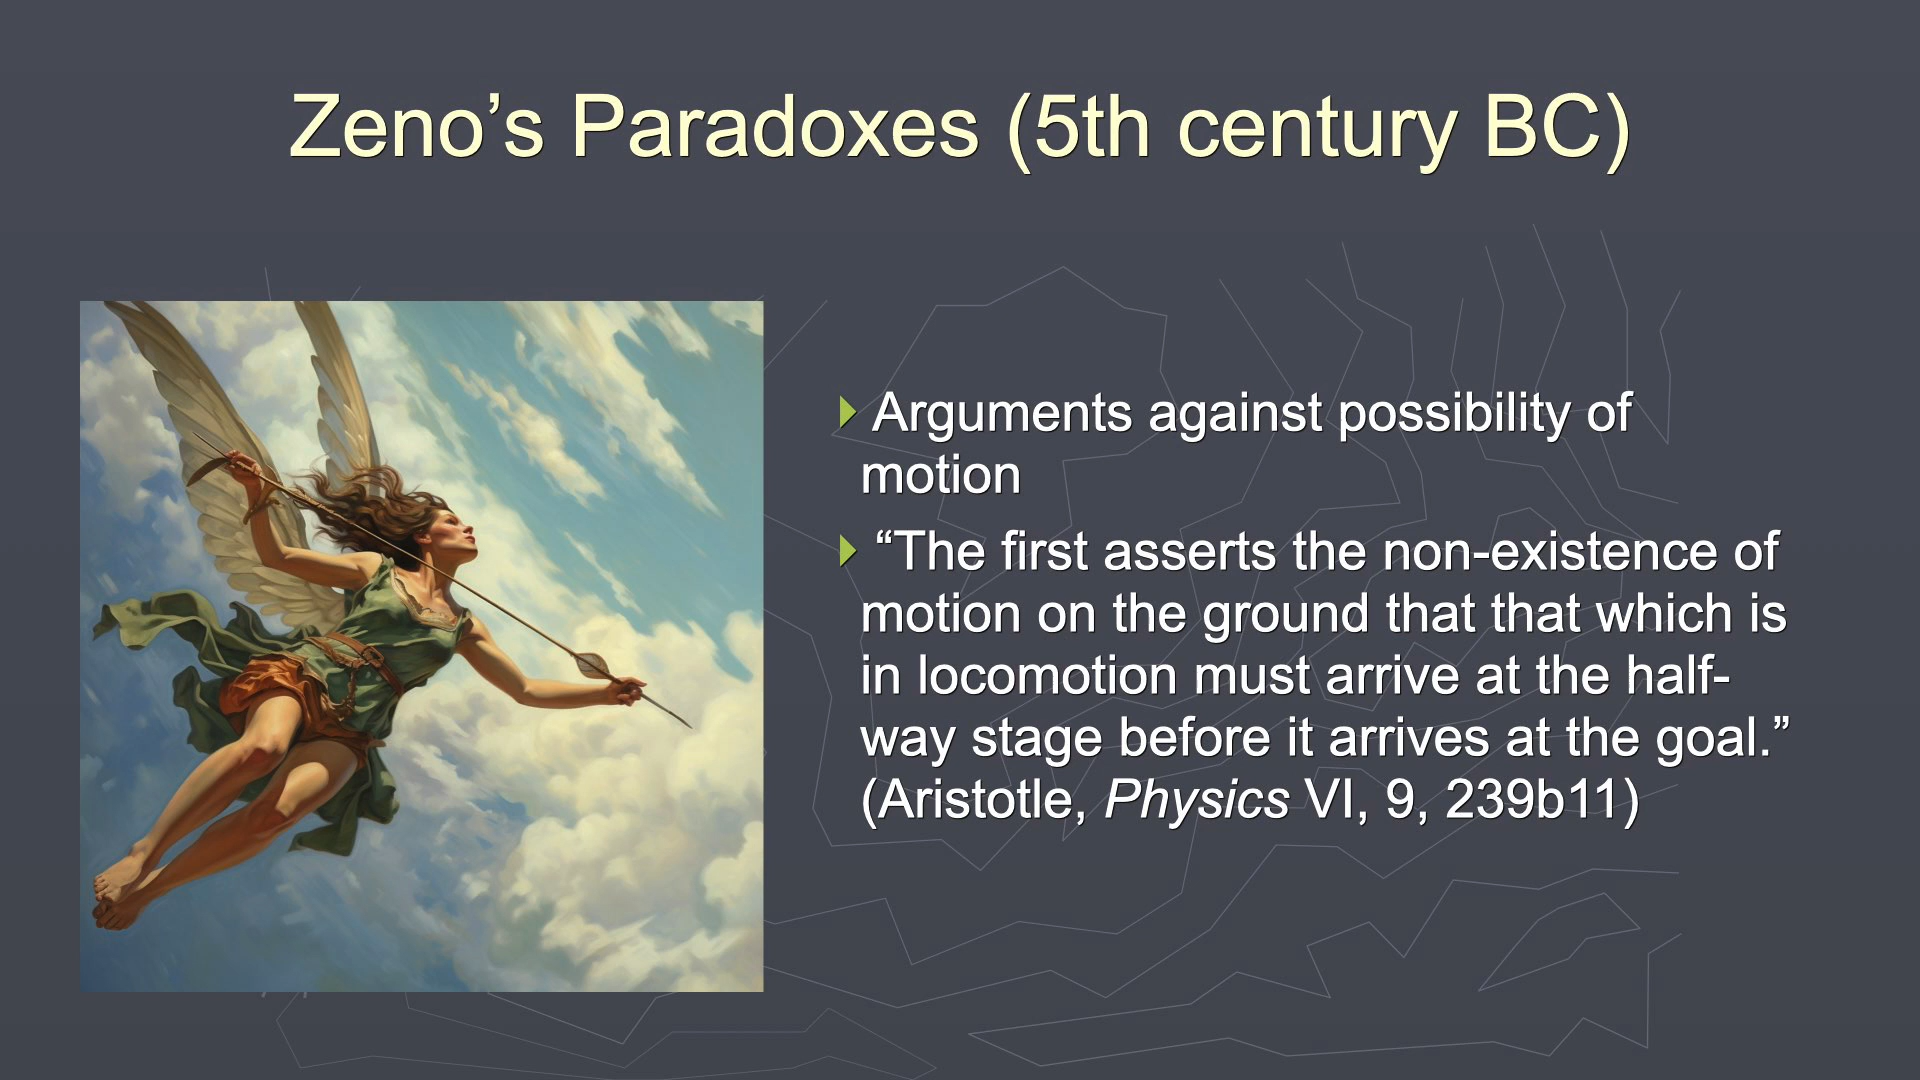 Zeno’s Paradoxes (5th century BC)
Arguments against possibility of
motion
“The first asserts the non-existence of
motion on the ground that that which is
in locomotion must arrive at the half-
way stage before it arrives at the goal.”
(Aristotle, Physics VI, 9, 239b11)